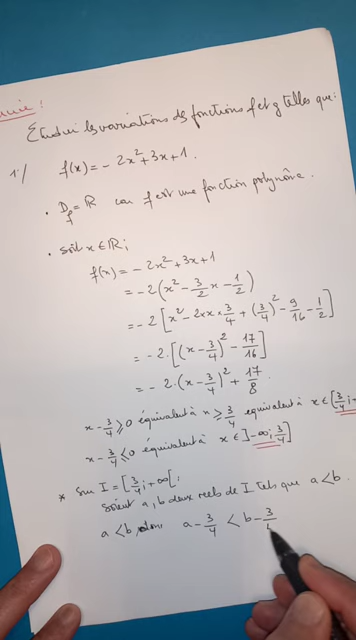 Etudier les variations des fonctions f et g telles que:
1°/ f(x) = - 2x² + 3x + 1.
• D_f = ℝ car f est une fonction polynôme.
• soit x ∈ ℝ;
f(x) = - 2x² + 3x + 1
= - 2 (x² - 3/2 x - 1/2)
= - 2 [x² - 2 × x × 3/4 + (3/4)² - 9/16 - 1/2]
= - 2 . [(x - 3/4)² - 17/16]
= - 2 . (x - 3/4)² + 17/8.
x - 3/4 ≥ 0 équivalent à x ≥ 3/4 equivalent à x ∈ [3/4; +
x - 3/4 ≤ 0 équivalent à x ∈ ]-∞; 3/4]
* Sur I = [3/4; +∞[;
soient a, b deux réels de I tels que a < b.
a < b, donc a - 3/4 < b - 3/